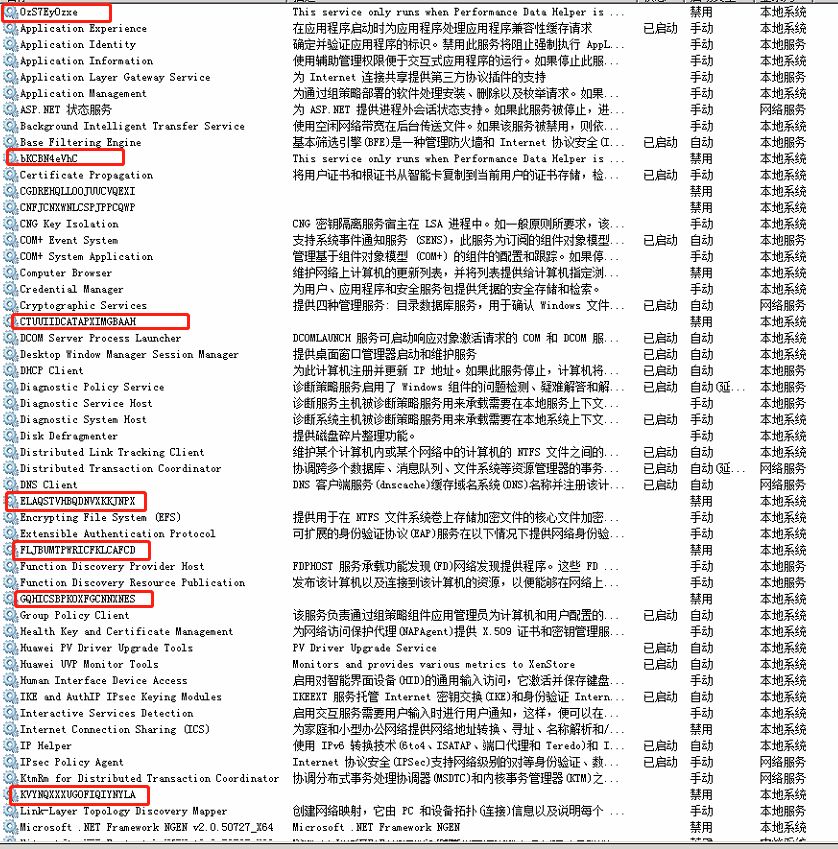 OzS7EyOzxe This service only runs when Performance Data Helper is ... 禁用 本地系统
Application Experience 在应用程序启动时为应用程序处理应用程序兼容性缓存请求 已启动 手动 本地系统
Application Identity 确定并验证应用程序的标识。禁用此服务将阻止强制执行 AppL... 手动 本地服务
Application Information 使用辅助管理权限便于交互式应用程序的运行。如果停止此服... 手动 本地系统
Application Layer Gateway Service 为 Internet 连接共享提供第三方协议插件的支持 手动 本地服务
Application Management 为通过组策略部署的软件处理安装、删除以及枚举请求。如果... 手动 本地系统
ASP.NET 状态服务 为 ASP.NET 提供进程外会话状态支持。如果此服务被停止，进... 手动 网络服务
Background Intelligent Transfer Service 使用空闲网络带宽在后台传送文件。如果该服务被禁用，则依... 手动 本地系统
Base Filtering Engine 基本筛选引擎(BFE)是一种管理防火墙和 Internet 协议安全(I... 已启动 自动 本地服务
bKCBN4eVhC This service only runs when Performance Data Helper is ... 禁用 本地系统
Certificate Propagation 将用户证书和根证书从智能卡复制到当前用户的证书存储，检... 已启动 手动 本地系统
CGDREHQLLOOJUUCVQEXI 禁用 本地系统
CNFJCNXWNLCSPJPPCQWP 禁用 本地系统
CNG Key Isolation CNG 密钥隔离服务宿主在 LSA 进程中。如一般原则所要求，该... 手动 本地系统
COM+ Event System 支持系统事件通知服务 (SENS)，此服务为订阅的组件对象模型... 已启动 自动 本地服务
COM+ System Application 管理基于组件对象模型 (COM+) 的组件的配置和跟踪。如果停... 手动 本地系统
Computer Browser 维护网络上计算机的更新列表，并将列表提供给计算机指定浏... 禁用 本地系统
Credential Manager 为用户、应用程序和安全服务包提供凭据的安全存储和检索。 手动 本地系统
Cryptographic Services 提供四种管理服务: 目录数据库服务，用于确认 Windows 文件... 已启动 自动 网络服务
CTUUIIDCATAPXIMGBAAH 禁用 本地系统
DCOM Server Process Launcher DCOMLAUNCH 服务可启动响应对象激活请求的 COM 和 DCOM 服... 已启动 自动 本地系统
Desktop Window Manager Session Manager 提供桌面窗口管理器启动和维护服务 已启动 自动 本地系统
DHCP Client 为此计算机注册并更新 IP 地址。如果此服务停止，计算机将... 已启动 自动 本地服务
Diagnostic Policy Service 诊断策略服务启用了 Windows 组件的问题检测、疑难解答和解... 已启动 自动(延... 本地服务
Diagnostic Service Host 诊断服务主机被诊断策略服务用来承载需要在本地服务上下文... 手动 本地服务
Diagnostic System Host 诊断系统主机被诊断策略服务用来承载需要在本地系统上下文... 已启动 手动 本地系统
Disk Defragmenter 提供磁盘碎片整理功能。 手动 本地系统
Distributed Link Tracking Client 维护某个计算机内或某个网络中的计算机的 NTFS 文件之间的... 已启动 自动 本地系统
Distributed Transaction Coordinator 协调跨多个数据库、消息队列、文件系统等资源管理器的事务... 已启动 自动(延... 网络服务
DNS Client DNS 客户端服务(dnscache)缓存域名系统(DNS)名称并注册该计... 已启动 自动 网络服务
ELAQSTVHBQDNVXKKJNPX 禁用 本地系统
Encrypting File System (EFS) 提供用于在 NTFS 文件系统卷上存储加密文件的核心文件加密... 手动 本地系统
Extensible Authentication Protocol 可扩展的身份验证协议(EAP)服务在以下情况下提供网络身份验... 手动 本地系统
FLJBUMTPWRICFKLCAFCD 禁用 本地系统
Function Discovery Provider Host FDPHOST 服务承载功能发现(FD)网络发现提供程序。这些 FD ... 手动 本地服务
Function Discovery Resource Publication 发布该计算机以及连接到该计算机的资源，以便能够在网络上... 手动 本地服务
GQHICSBPKOXFGCNNXNES 禁用 本地系统
Group Policy Client 该服务负责通过组策略组件应用管理员为计算机和用户配置的... 已启动 自动 本地系统
Health Key and Certificate Management 为网络访问保护代理(NAPAgent)提供 X.509 证书和密钥管理服... 手动 本地系统
Huawei PV Driver Upgrade Tools PV Driver Upgrade Service 已启动 自动 本地系统
Huawei UVP Monitor Tools Monitors and provides various metrics to XenStore 已启动 自动 本地系统
Human Interface Device Access 启用对智能界面设备(HID)的通用输入访问，它激活并保存键盘... 手动 本地系统
IKE and AuthIP IPsec Keying Modules IKEEXT 服务托管 Internet 密钥交换(IKE)和身份验证 Intern... 已启动 自动 本地系统
Interactive Services Detection 启用交互服务需要用户输入时进行用户通知，这样，便可以在... 手动 本地系统
Internet Connection Sharing (ICS) 为家庭和小型办公网络提供网络地址转换、寻址、名称解析和/... 禁用 本地系统
IP Helper 使用 IPv6 转换技术(6to4、ISATAP、端口代理和 Teredo)和 I... 已启动 自动 本地系统
IPsec Policy Agent Internet 协议安全(IPSec)支持网络级别的对等身份验证、数... 已启动 手动 网络服务
KtmRm for Distributed Transaction Coordinator 协调分布式事务处理协调器(MSDTC)和内核事务管理器(KTM)之... 手动 网络服务
KVYNQXXXUGOFIQIYNYLA 禁用 本地系统
Link-Layer Topology Discovery Mapper 创建网络映射，它由 PC 和设备拓扑(连接)信息以及说明每个 ... 手动 本地服务
Microsoft .NET Framework NGEN v2.0.50727_X64 Microsoft .NET Framework NGEN 禁用 本地系统